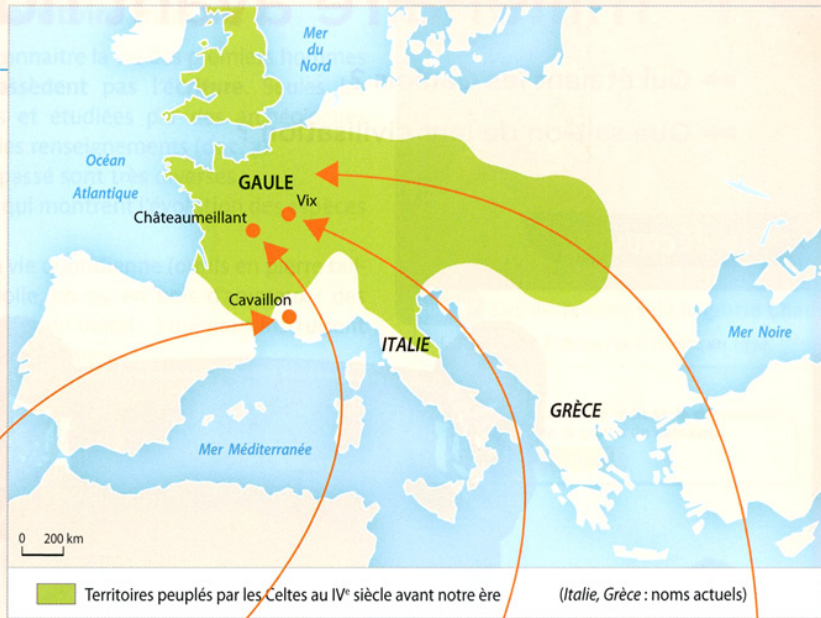 Mer
du
Nord
Océan
Atlantique
GAULE
Vix
Châteaumeillant
Cavaillon
ITALIE
Mer Noire
GRÈCE
Mer Méditerranée
0 200 km
Territoires peuplés par les Celtes au IVᵉ siècle avant notre ère
(Italie, Grèce : noms actuels)